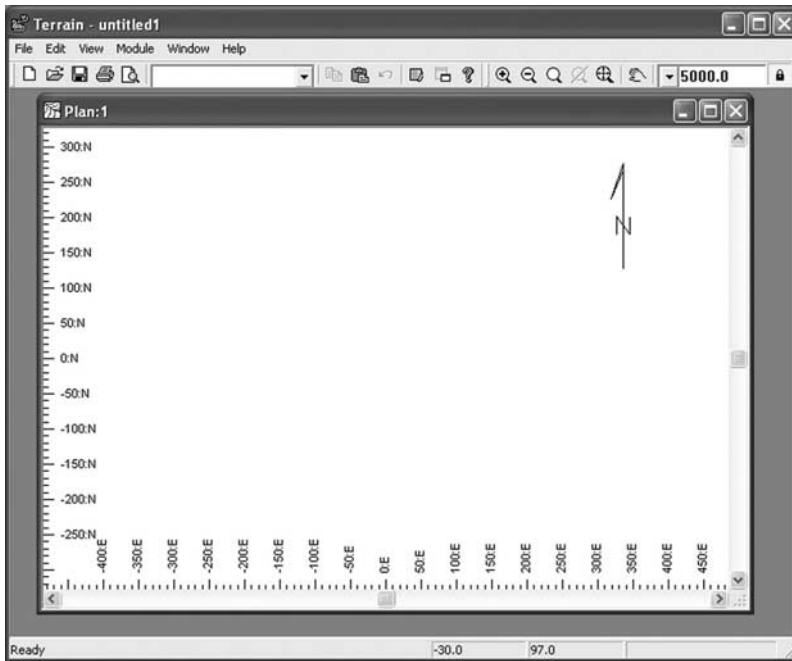 Terrain - untitled1
File Edit View Module Window Help
5000.0
Plan:1
300:N
250:N
200:N
150:N
100:N
50:N
0:N
-50:N
-100:N
-150:N
-200:N
-250:N
N
-400:E -350:E -300:E -250:E -200:E -150:E -100:E -50:E 0:E 50:E 100:E 150:E 200:E 250:E 300:E 350:E 400:E 450:E
Ready -30.0 97.0